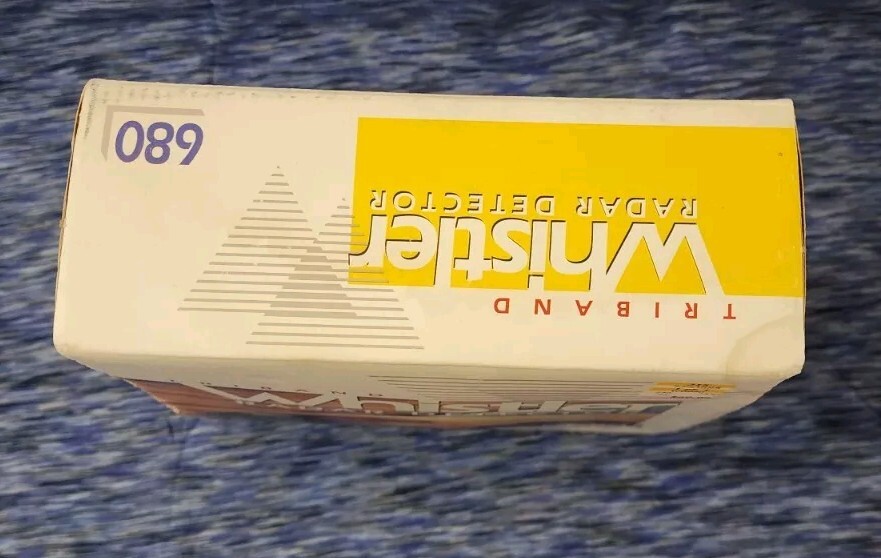 TRIBAND
Whistler
RADAR DETECTOR
680